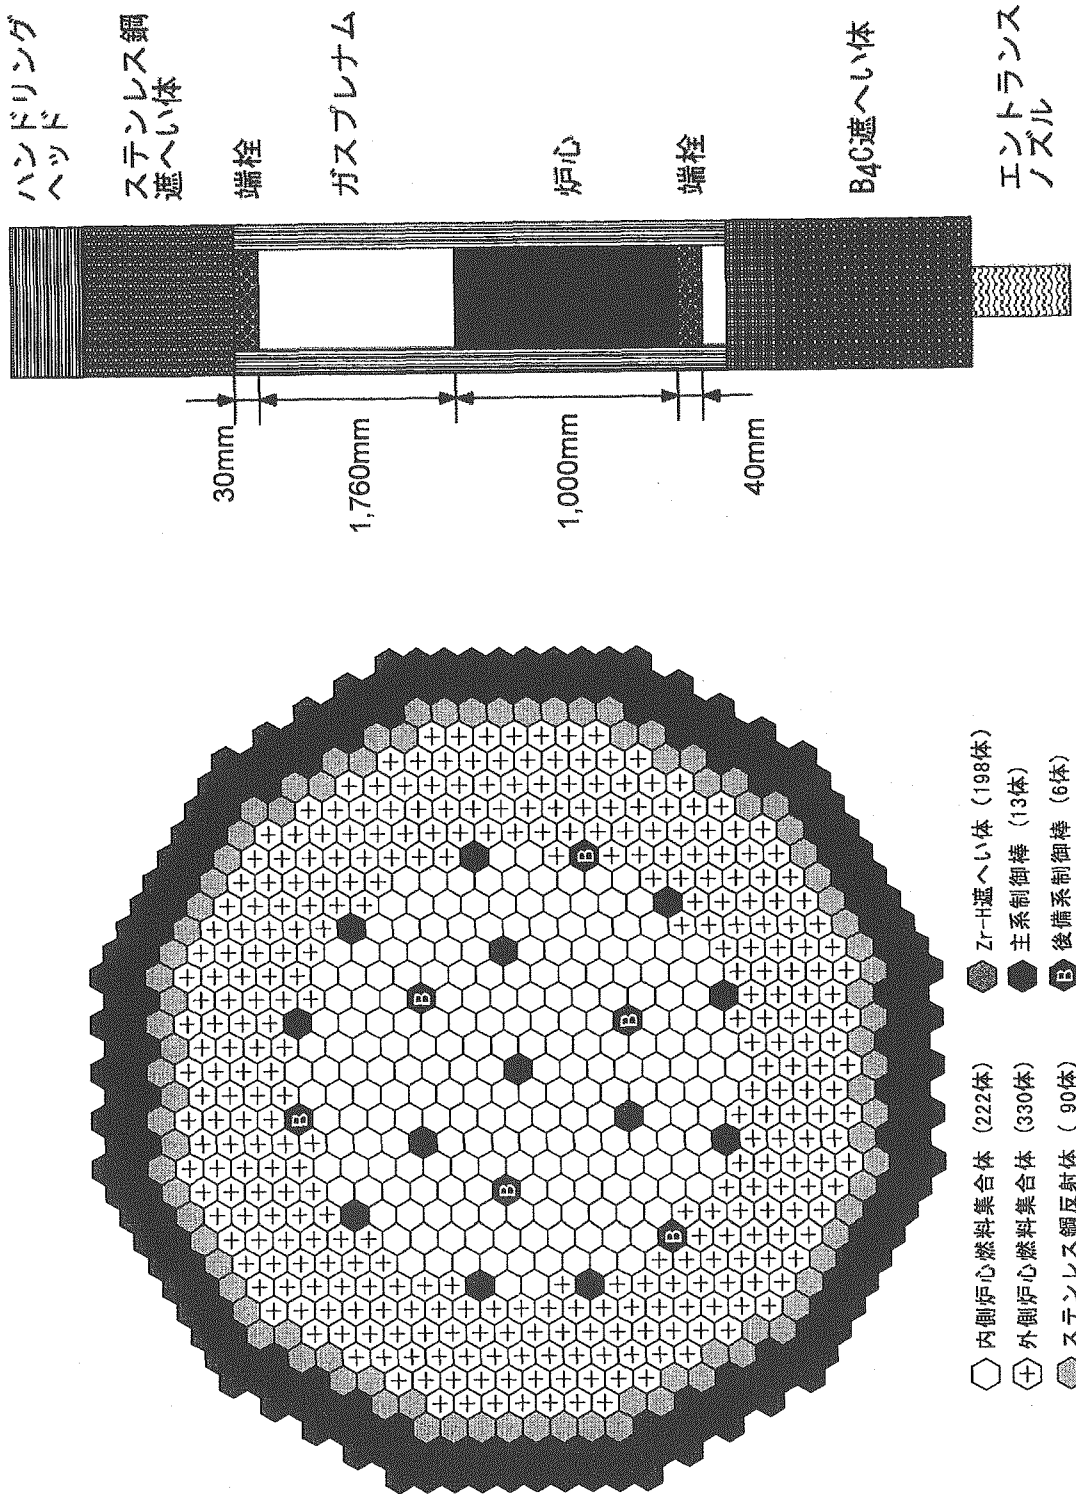 ハンドリング
ヘッド
ステンレス鋼
遮へい体
端栓
ガスプレナム
炉心
端栓
B4C遮へい体
エントランス
ノズル
30mm
1,760mm
1,000mm
40mm
B
B
B
B
B
B
内側炉心燃料集合体 (222体)
外側炉心燃料集合体 (330体)
ステンレス鋼反射体 ( 90体)
Zr-H遮へい体 (198体)
主系制御棒 (13体)
B 後備系制御棒 (6体)